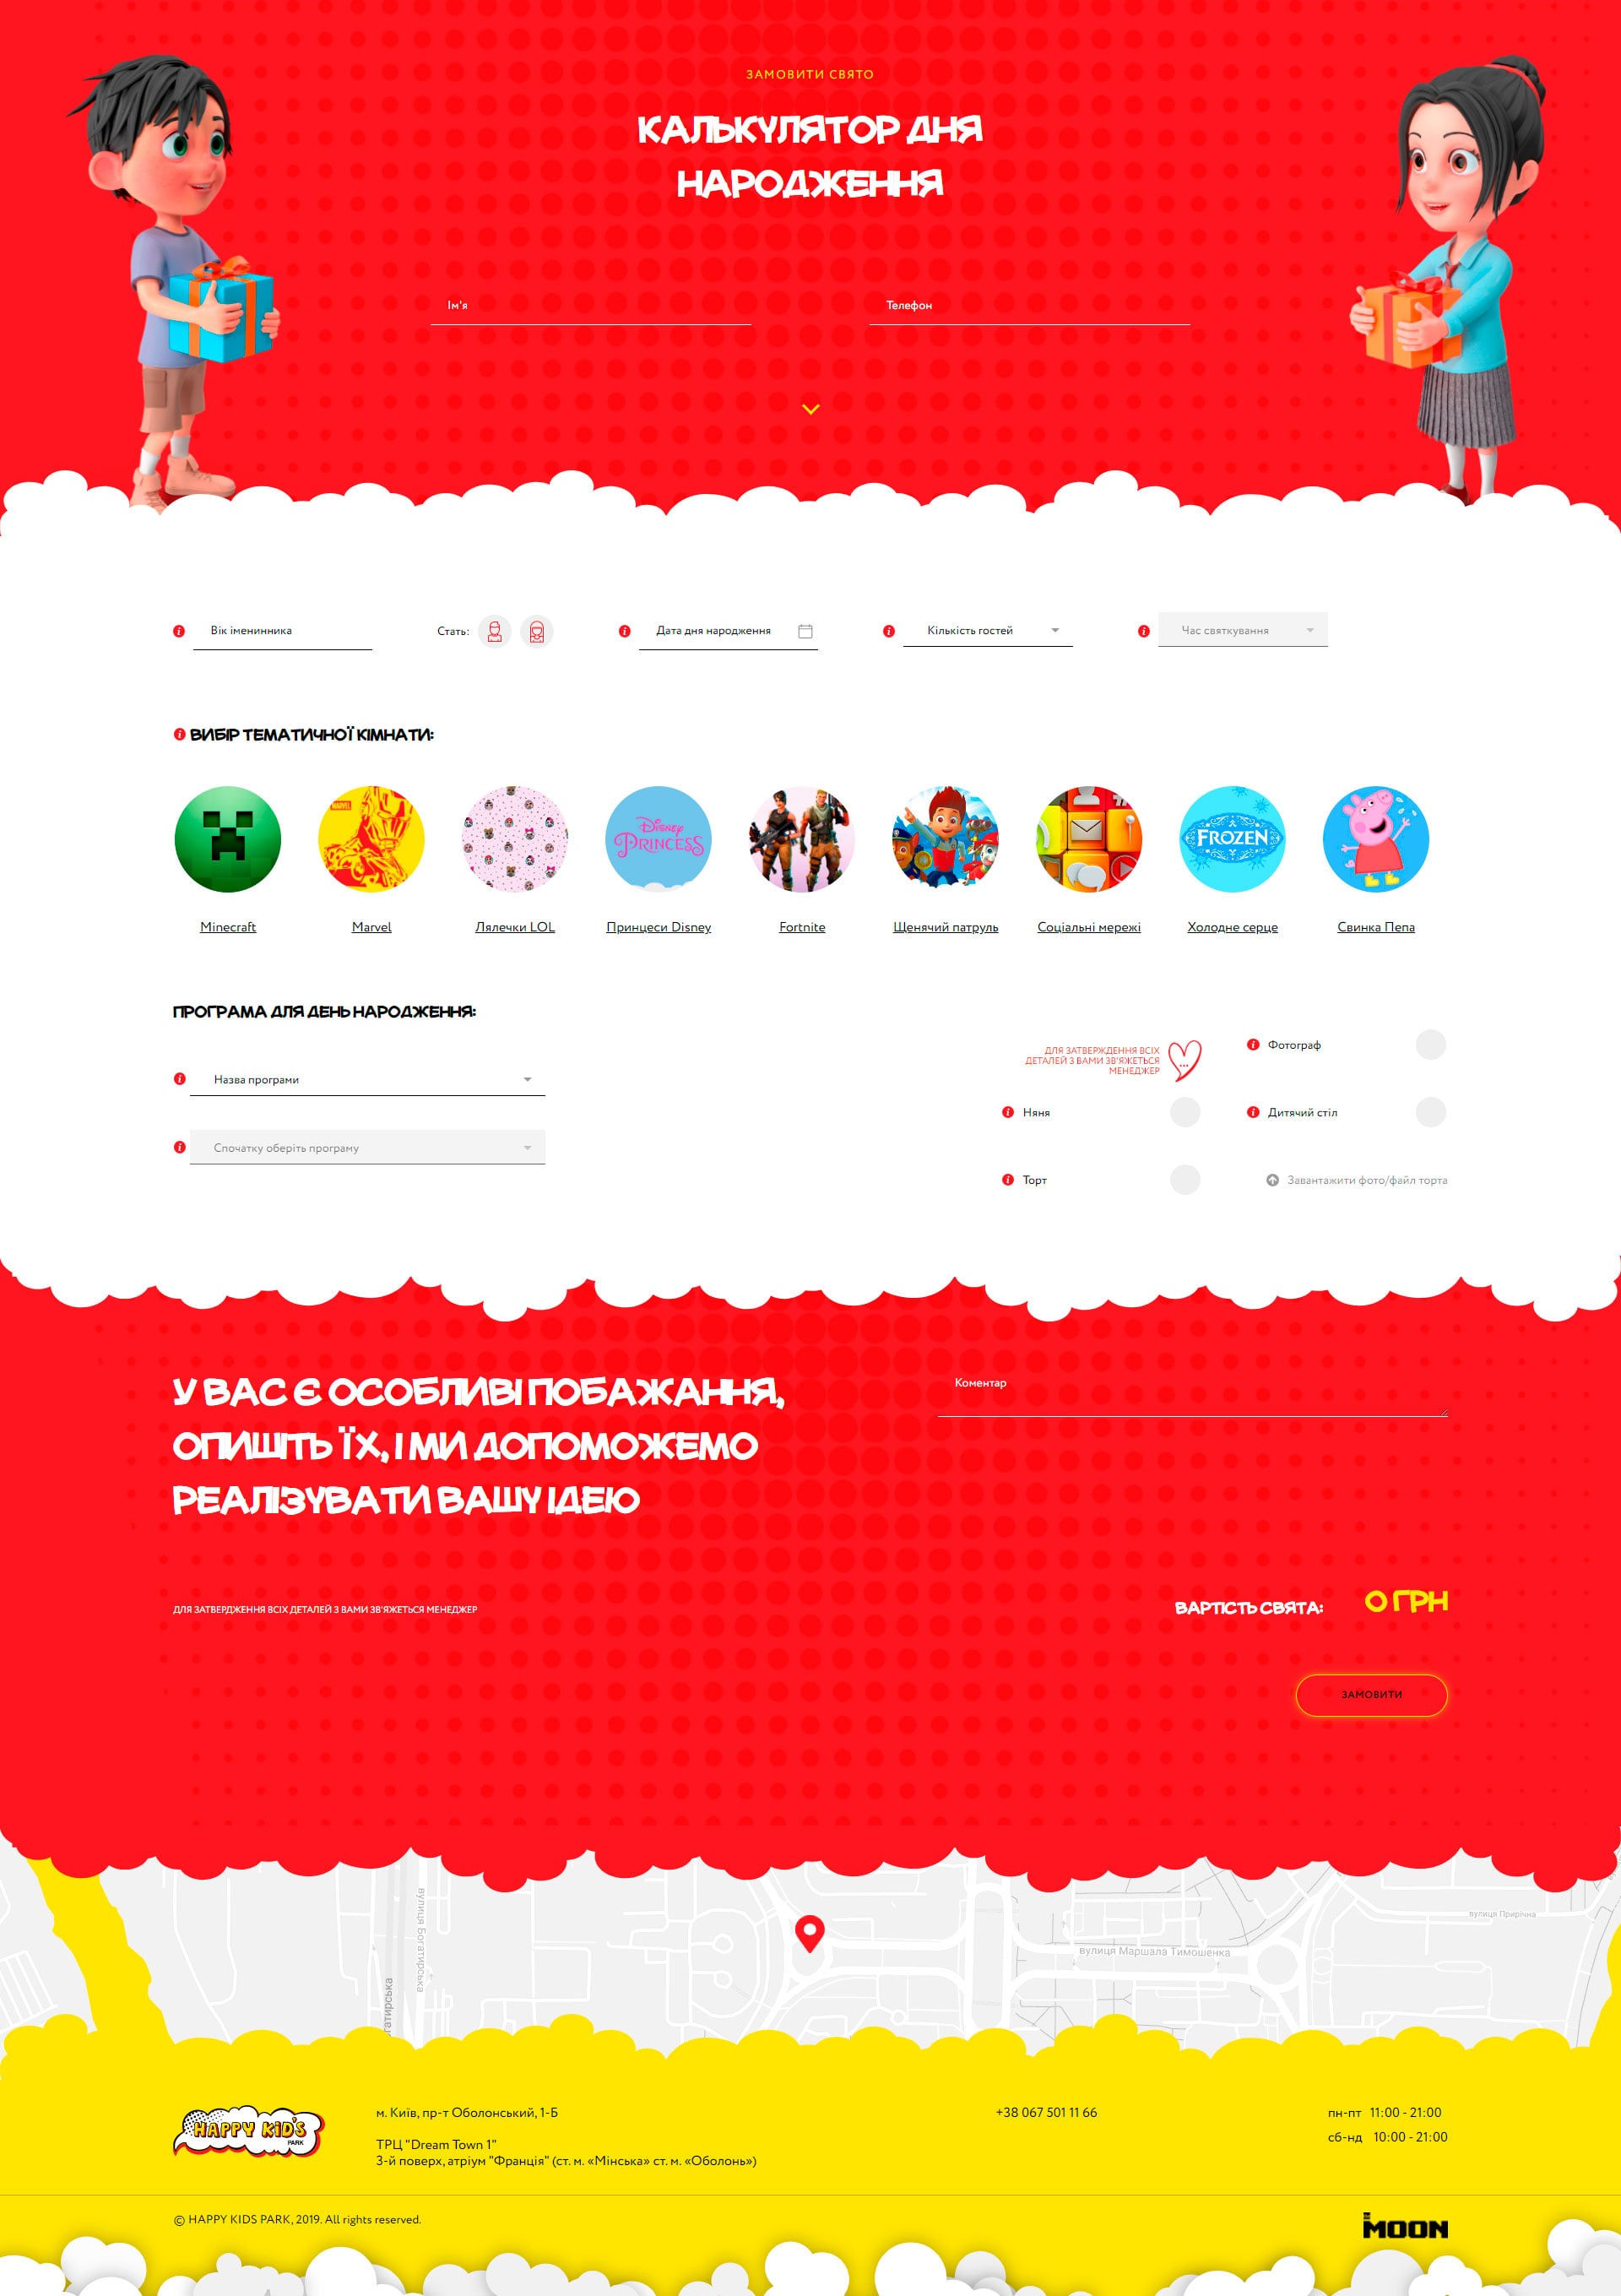 ЗАМОВИТИ СВЯТО
КАЛЬКУЛЯТОР ДНЯ
НАРОДЖЕННЯ
Ім'я
Телефон
Вік іменинника
Стать:
Дата дня народження
Кількість гостей
Час святкування
ВИБІР ТЕМАТИЧНОЇ КІМНАТИ:
MARVEL
Disney
PRINCESS
FROZEN
Minecraft
Marvel
Лялечки LOL
Принцеси Disney
Fortnite
Щенячий патруль
Соціальні мережі
Холодне серце
Свинка Пепа
ПРОГРАМА ДЛЯ ДЕНЬ НАРОДЖЕННЯ:
Назва програми
Спочатку оберіть програму
ДЛЯ ЗАТВЕРДЖЕННЯ ВСІХ
ДЕТАЛЕЙ З ВАМИ ЗВ'ЯЖЕТЬСЯ
МЕНЕДЖЕР
Фотограф
Няня
Дитячий стіл
Торт
Завантажити фото/файл торта
У ВАС Є ОСОБЛИВІ ПОБАЖАННЯ,
ОПИШІТЬ ЇХ, І МИ ДОПОМОЖЕМО
РЕАЛІЗУВАТИ ВАШУ ІДЕЮ
Коментар
ДЛЯ ЗАТВЕРДЖЕННЯ ВСІХ ДЕТАЛЕЙ З ВАМИ ЗВ'ЯЖЕТЬСЯ МЕНЕДЖЕР
ВАРТІСТЬ СВЯТА:
0 ГРН
ЗАМОВИТИ
вулиця Богатирська
гатирська
вулиця Маршала Тимошенка
вулиця Прирічна
HAPPY KID'S
PARK
м. Київ, пр-т Оболонський, 1-Б
ТРЦ "Dream Town 1"
3-й поверх, атріум "Франція" (ст. м. «Мінська» ст. м. «Оболонь»)
+38 067 501 11 66
пн-пт 11:00 - 21:00
сб-нд 10:00 - 21:00
© HAPPY KIDS PARK, 2019. All rights reserved.
MOON